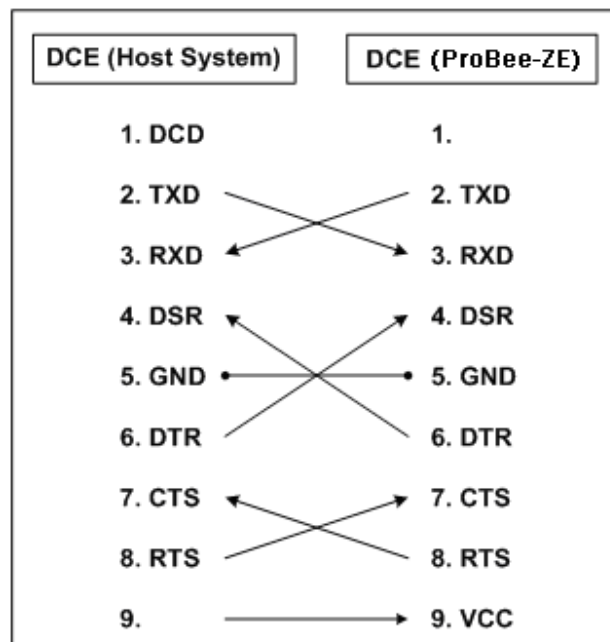 DCE (Host System) DCE (ProBee-ZE)
1. DCD 1.
2. TXD 2. TXD
3. RXD 3. RXD
4. DSR 4. DSR
5. GND 5. GND
6. DTR 6. DTR
7. CTS 7. CTS
8. RTS 8. RTS
9. 9. VCC